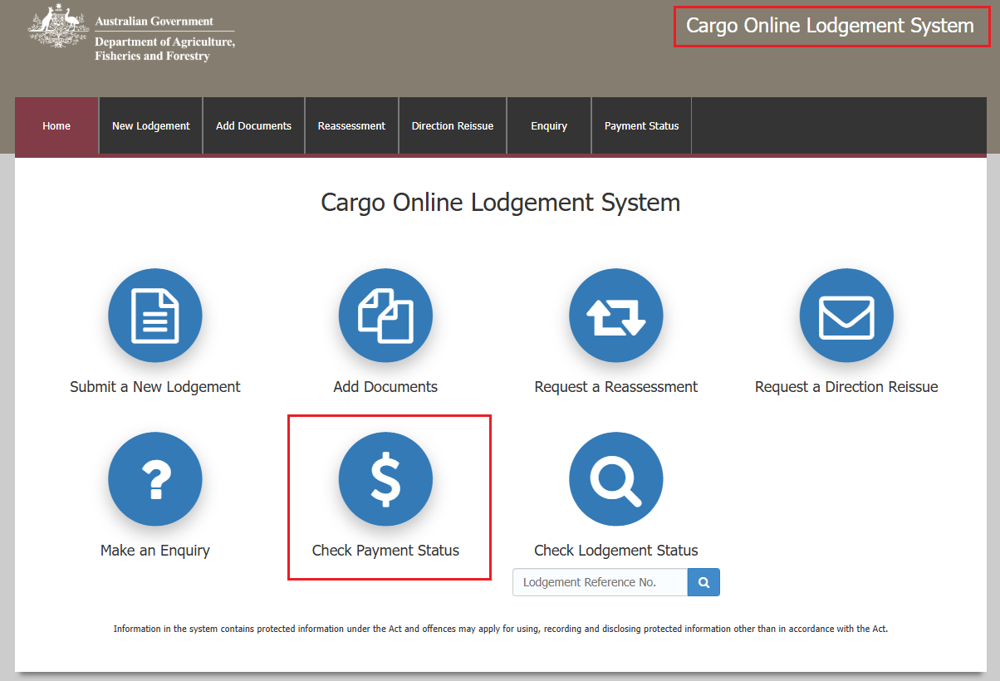 Australian Government
Department of Agriculture,
Fisheries and Forestry
Cargo Online Lodgement System
Home
New Lodgement
Add Documents
Reassessment
Direction Reissue
Enquiry
Payment Status
Cargo Online Lodgement System
Submit a New Lodgement
Add Documents
Request a Reassessment
Request a Direction Reissue
?
$
Make an Enquiry
Check Payment Status
Check Lodgement Status
Lodgement Reference No.
Information in the system contains protected information under the Act and offences may apply for using, recording and disclosing protected information other than in accordance with the Act.